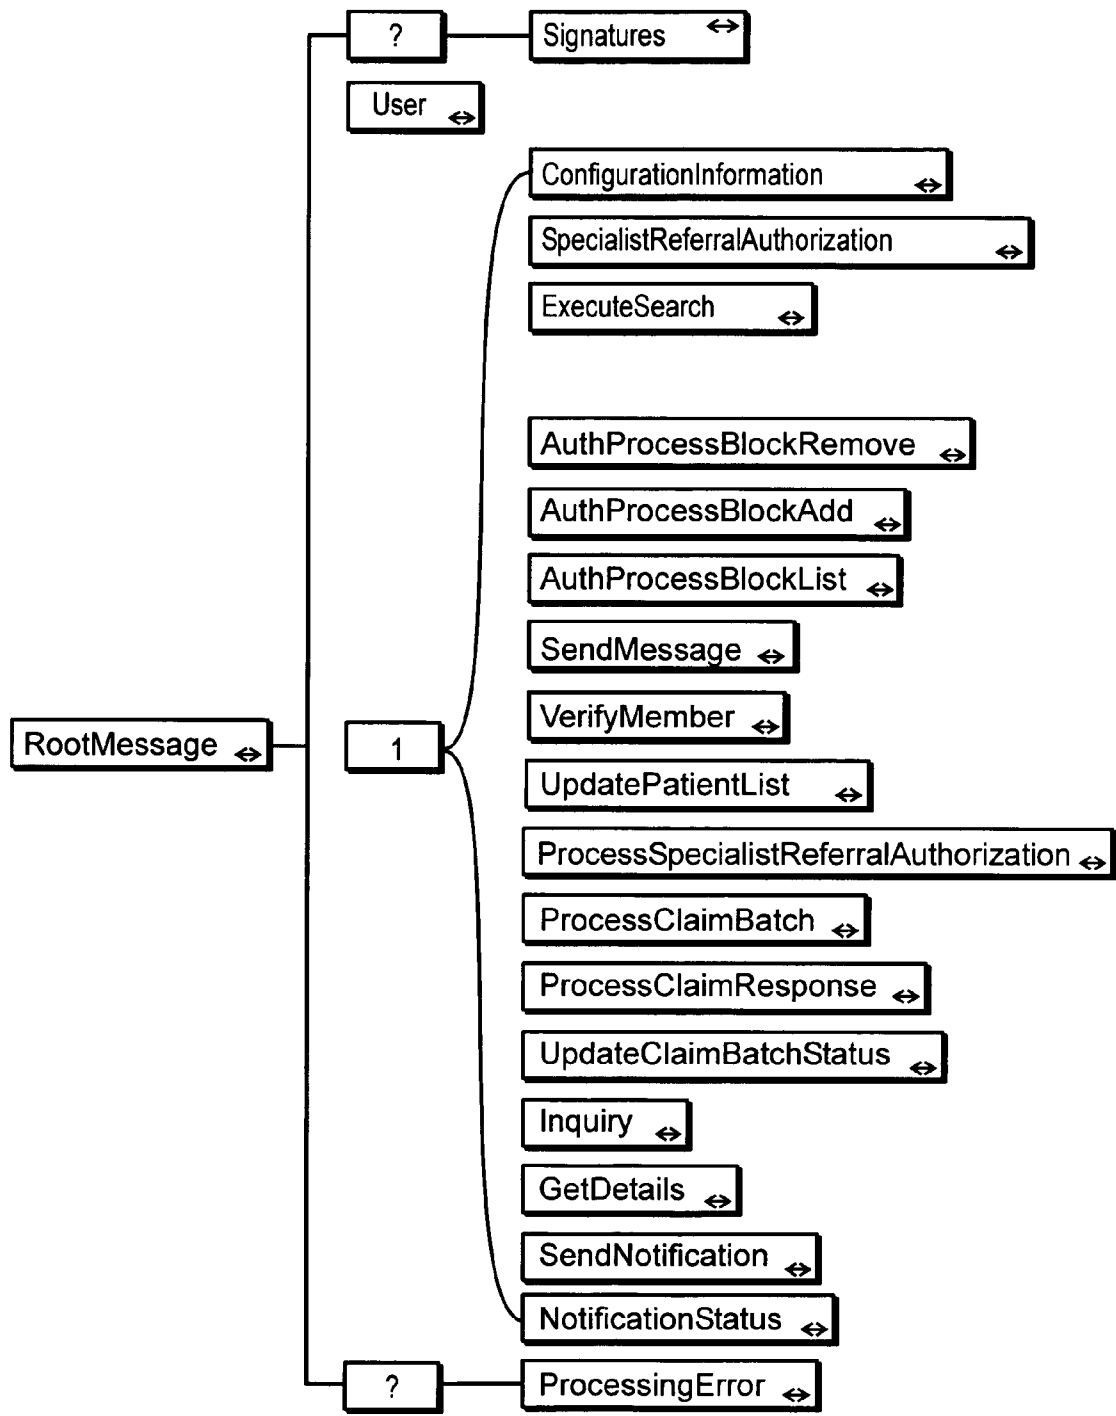 ?
Signatures
User
ConfigurationInformation
SpecialistReferralAuthorization
ExecuteSearch
AuthProcessBlockRemove
AuthProcessBlockAdd
AuthProcessBlockList
SendMessage
VerifyMember
RootMessage
1
UpdatePatientList
ProcessSpecialistReferralAuthorization
ProcessClaimBatch
ProcessClaimResponse
UpdateClaimBatchStatus
Inquiry
GetDetails
SendNotification
NotificationStatus
?
ProcessingError